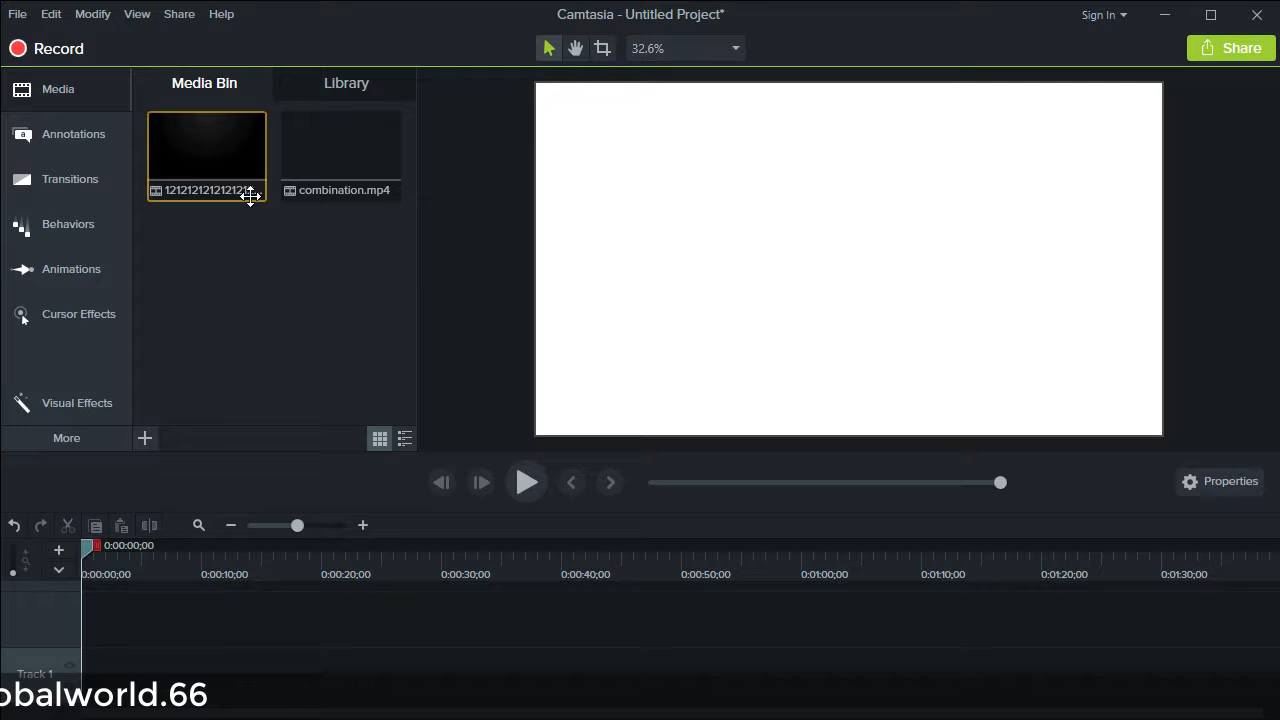 File Edit Modify View Share Help
Camtasia - Untitled Project*
Sign In
Record
32.6%
Share
Media
Annotations
Transitions
Behaviors
Animations
Cursor Effects
Visual Effects
More
Media Bin
Library
combination.mp4
Properties
0:00:00;00
0:00:00;00 0:00:10;00 0:00:20;00 0:00:30;00 0:00:40;00 0:00:50;00 0:01:00;00 0:01:10;00 0:01:20;00 0:01:30;00
Track 1
obalworld.66